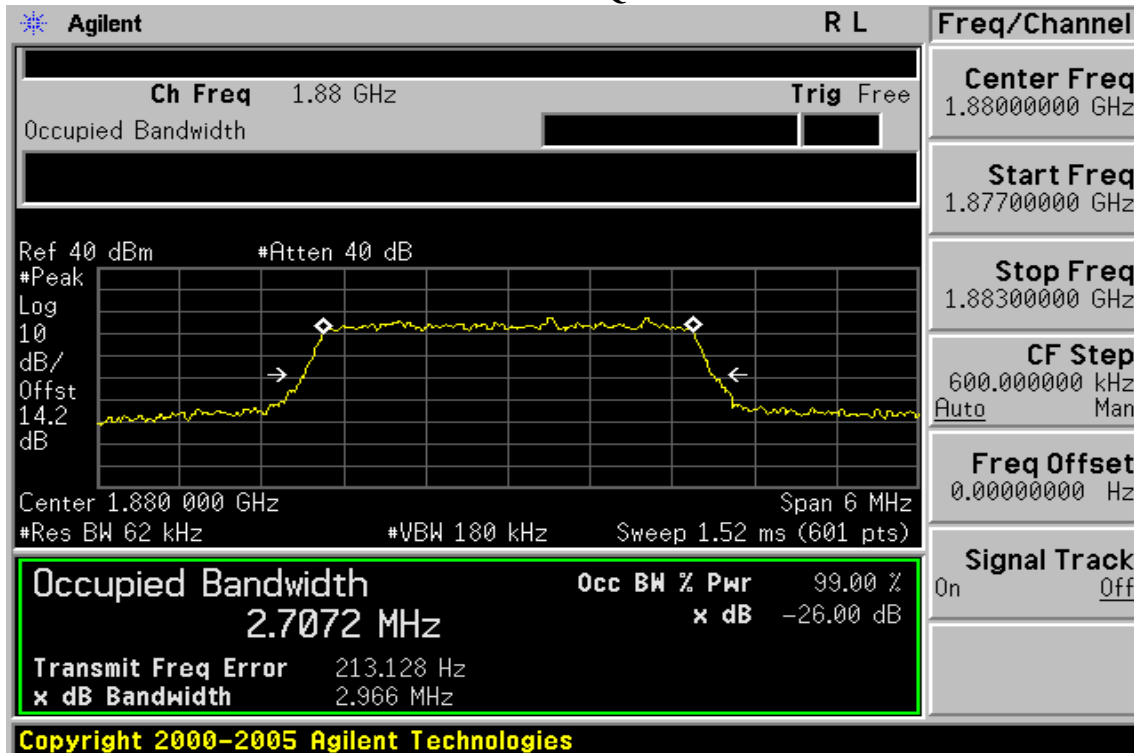 Agilent
R L
Freq/Channel
Ch Freq 1.88 GHz
Trig Free
Occupied Bandwidth
Center Freq
1.88000000 GHz
Start Freq
1.87700000 GHz
Stop Freq
1.88300000 GHz
CF Step
600.000000 kHz
Auto Man
Freq Offset
0.00000000 Hz
Signal Track
On Off
Ref 40 dBm
#Atten 40 dB
#Peak
Log
10
dB/
Offst
14.2
dB
Center 1.880 000 GHz
Span 6 MHz
#Res BW 62 kHz
#VBW 180 kHz
Sweep 1.52 ms (601 pts)
Occupied Bandwidth
2.7072 MHz
Occ BW % Pwr 99.00 %
x dB -26.00 dB
Transmit Freq Error 213.128 Hz
x dB Bandwidth 2.966 MHz
Copyright 2000-2005 Agilent Technologies